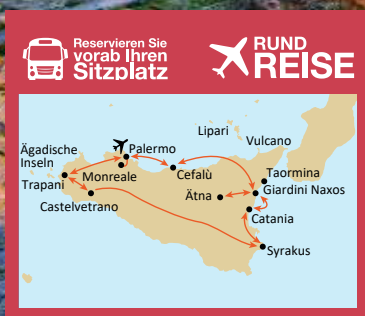 Reservieren Sie
vorab Ihren
Sitzplatz
RUND
REISE
Lipari
Vulcano
Ägadische
Inseln
Palermo
Trapani
Monreale
Cefalù
Taormina
Ätna
Giardini Naxos
Castelvetrano
Catania
Syrakus